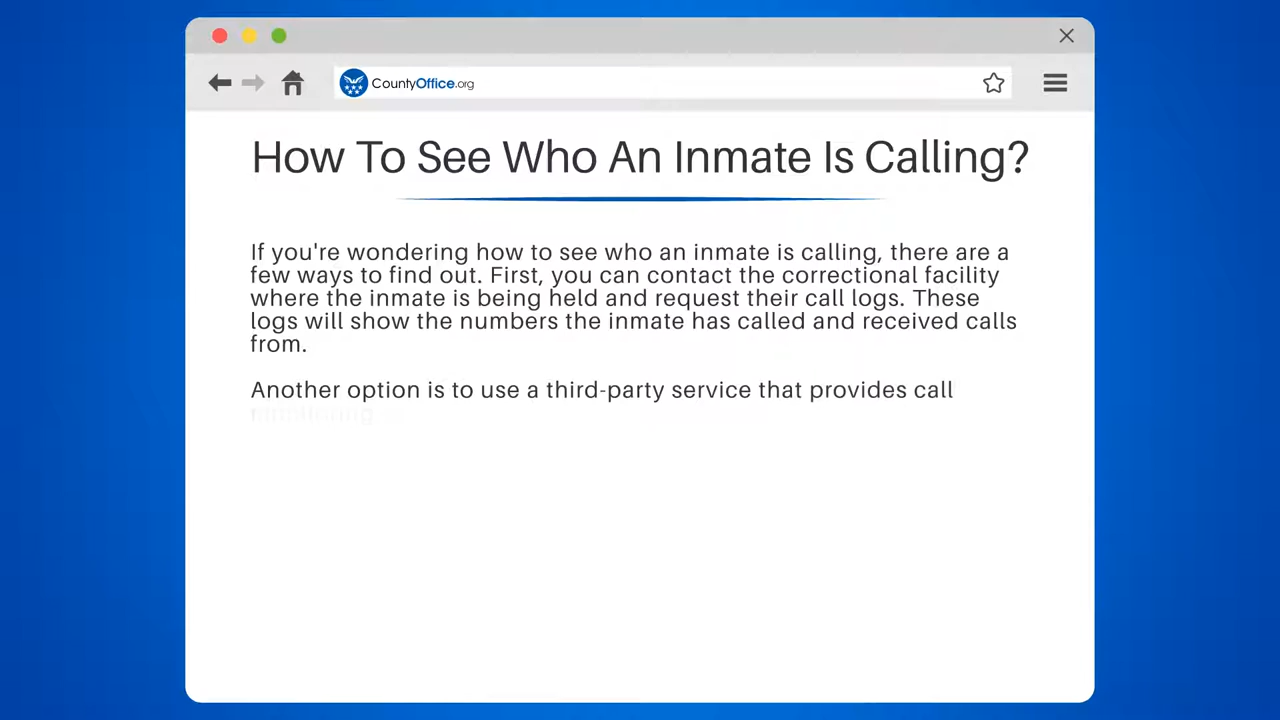 CountyOffice.org
How To See Who An Inmate Is Calling?
If you're wondering how to see who an inmate is calling, there are a
few ways to find out. First, you can contact the correctional facility
where the inmate is being held and request their call logs. These
logs will show the numbers the inmate has called and received calls
from.
Another option is to use a third-party service that provides call